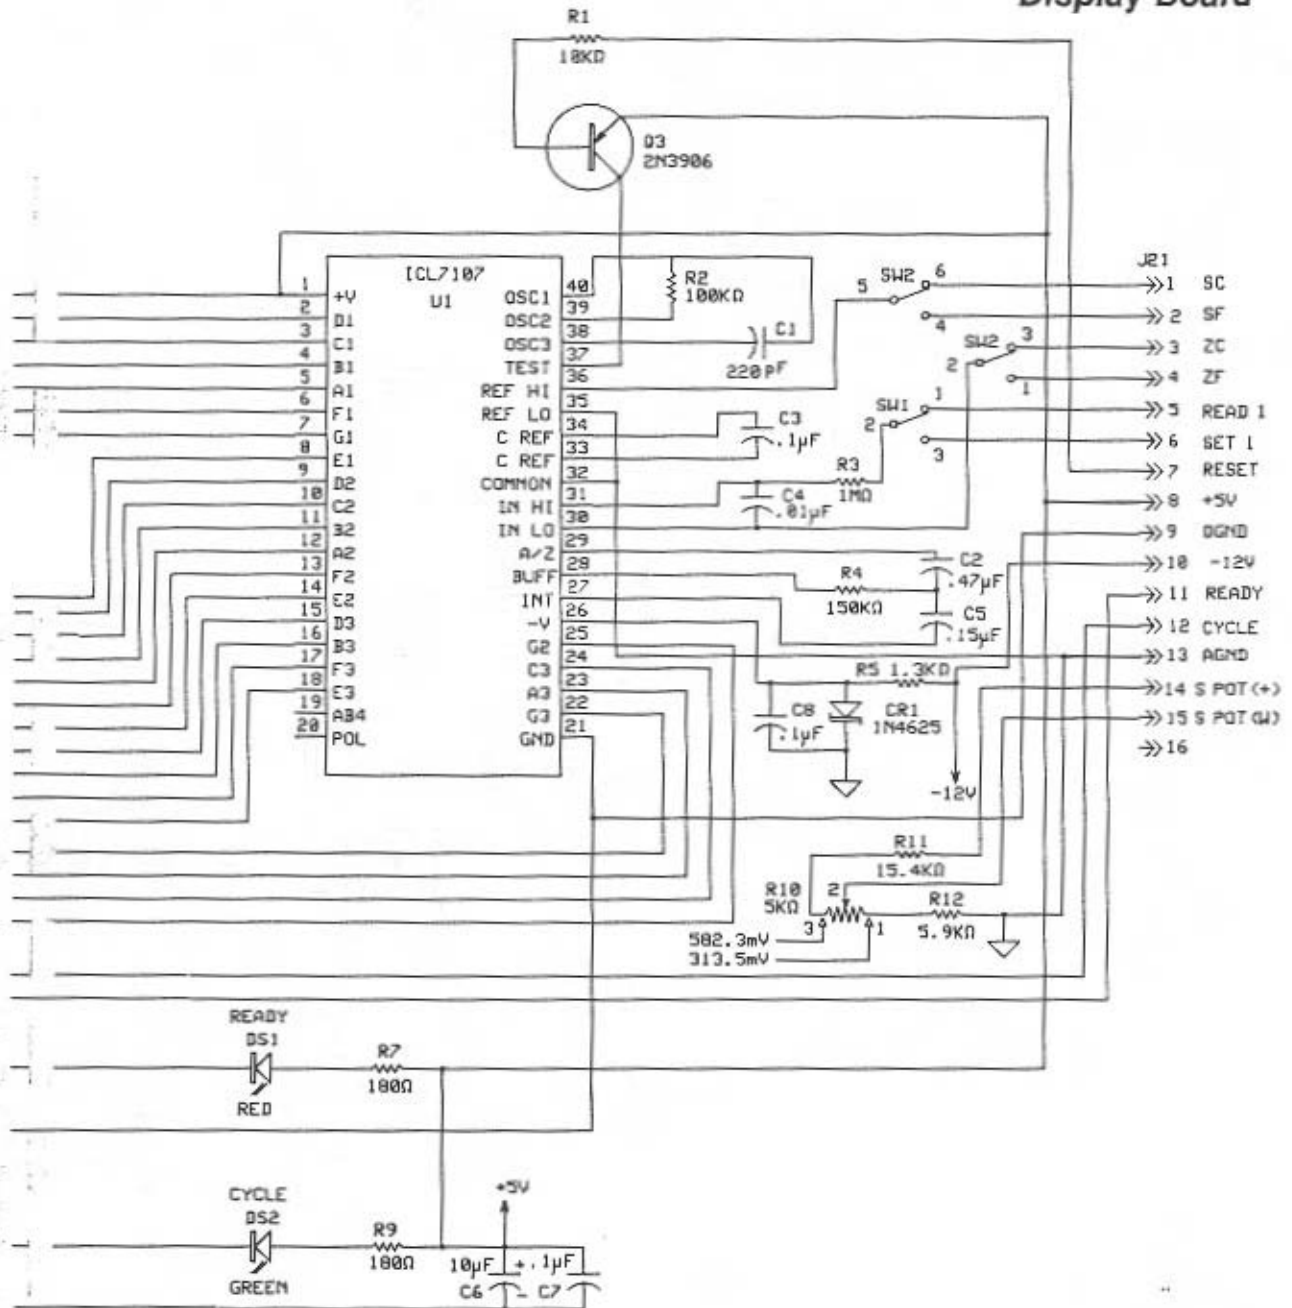 Display Board
R1
10KΩ
Q3
2N3906
ICL7107
U1
1 +V
2 D1
3 C1
4 B1
5 A1
6 F1
7 G1
8 E1
9 D2
10 C2
11 B2
12 A2
13 F2
14 E2
15 D3
16 B3
17 F3
18 E3
19 AB4
20 POL
OSC1 40
OSC2 39
OSC3 38
TEST 37
REF HI 36
REF LO 35
C REF 34
C REF 33
COMMON 32
IN HI 31
IN LO 30
A/Z 29
BUFF 28
INT 27
-V 26
G2 25
C3 24
A3 23
G3 22
GND 21
R2
100KΩ
C1
220pF
5 SW2 6
4
SW2 3
2
1
SW1 1
2
3
C3
.1µF
R3
1MΩ
C4
.01µF
C2
.47µF
R4
150KΩ
C5
.15µF
R5 1.3KΩ
C8
.1µF
CR1
1N4625
-12V
J21
1 SC
2 SF
3 ZC
4 ZF
5 READ 1
6 SET 1
7 RESET
8 +5V
9 DGND
10 -12V
11 READY
12 CYCLE
13 AGND
14 S POT(+)
15 S POT(W)
16
R11
15.4KΩ
R10
5KΩ
2
3
1
R12
5.9KΩ
582.3mV
313.5mV
READY
DS1
RED
R7
180Ω
CYCLE
DS2
GREEN
R9
180Ω
+5V
10µF + .1µF
C6 - C7